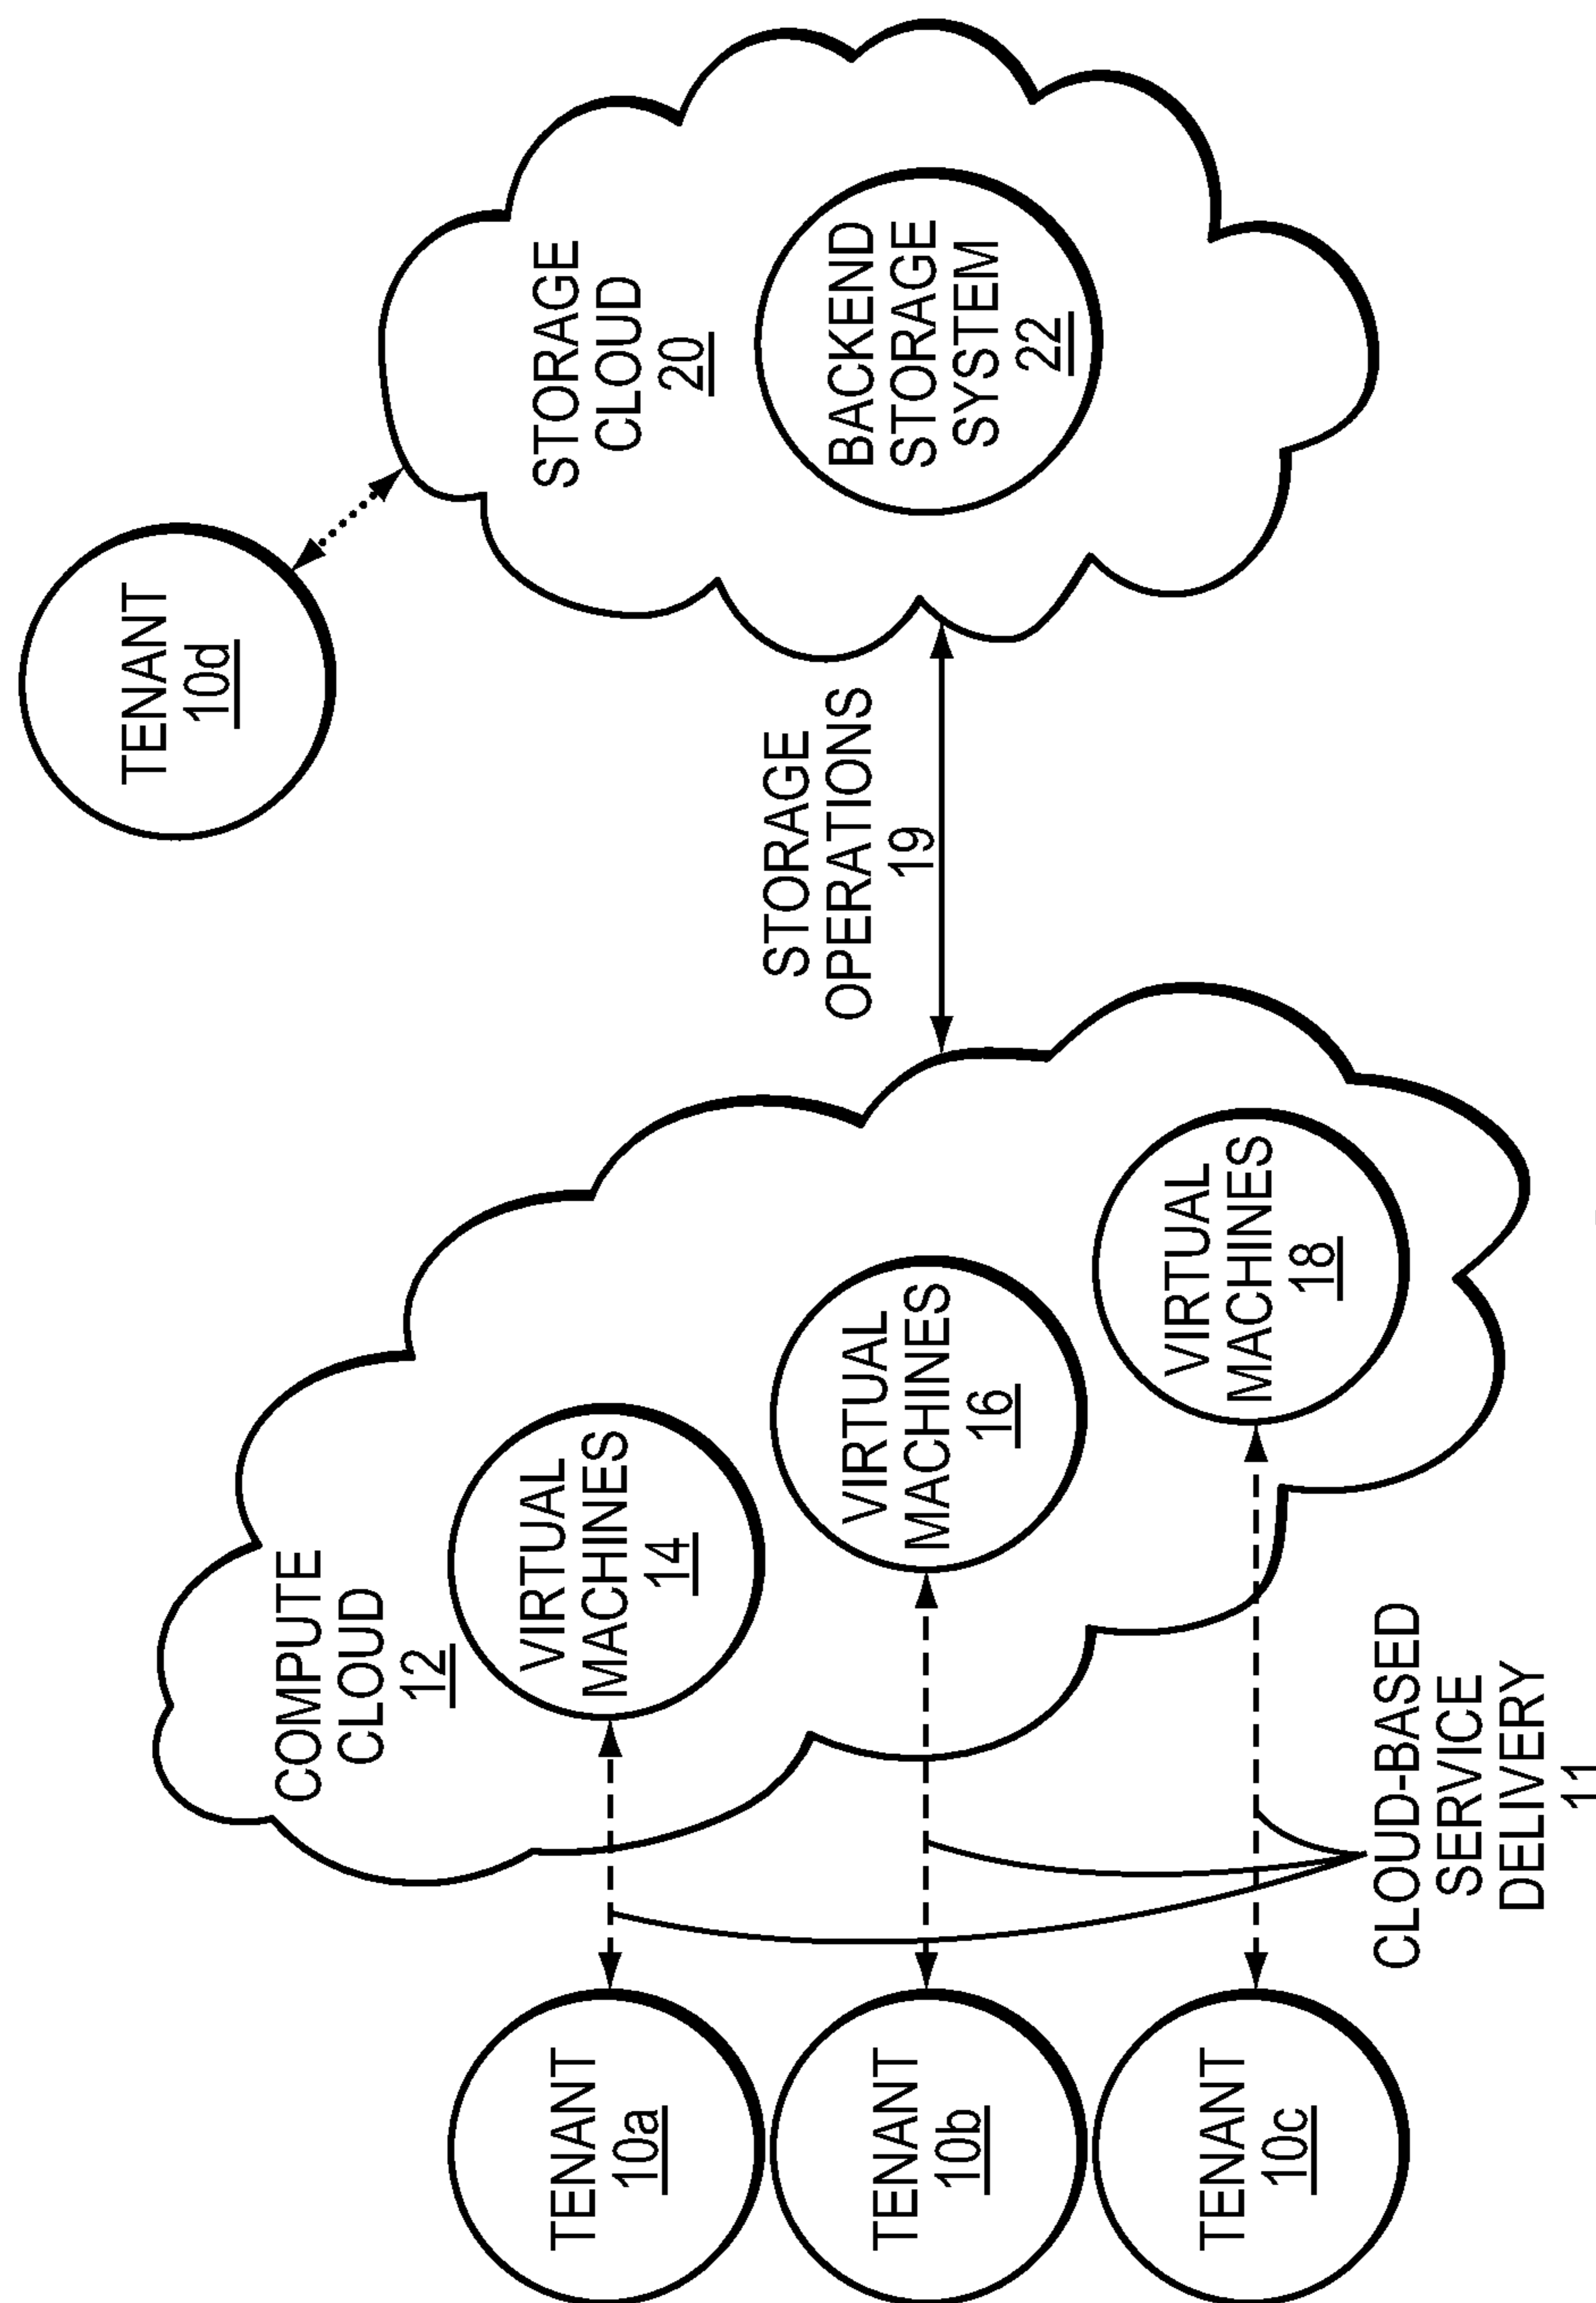 TENANT
10a
TENANT
10b
TENANT
10c
COMPUTE
CLOUD
12
VIRTUAL
MACHINES
14
VIRTUAL
MACHINES
16
VIRTUAL
MACHINES
18
CLOUD-BASED
SERVICE
DELIVERY
11
STORAGE
OPERATIONS
19
TENANT
10d
STORAGE
CLOUD
20
BACKEND
STORAGE
SYSTEM
22